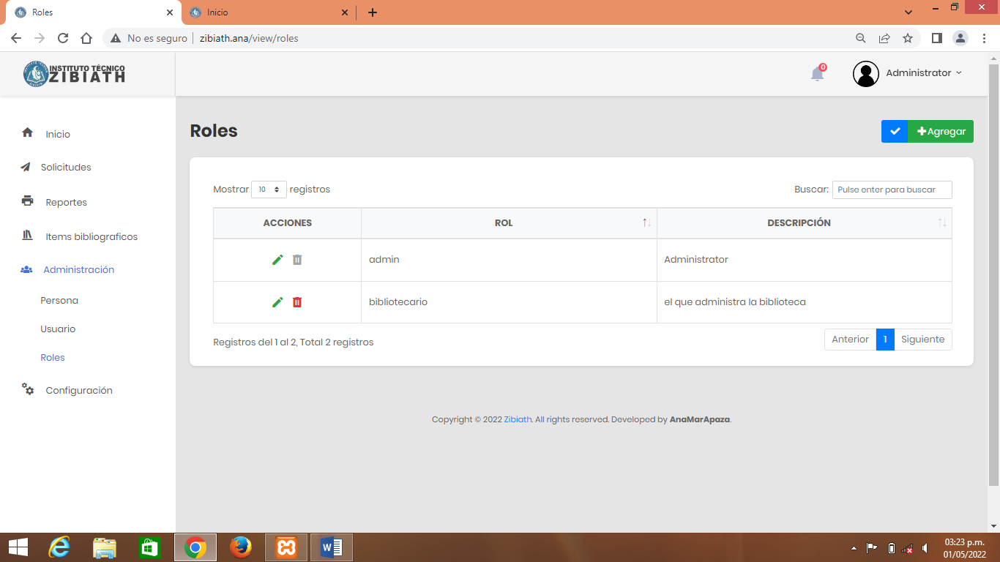 Roles
Inicio
No es seguro zibiath.ana/view/roles
INSTITUTO TÉCNICO
ZIBIATH
0
Administrator
Inicio
Solicitudes
Reportes
Items bibliograficos
Administración
Persona
Usuario
Roles
Configuración
Roles
Agregar
Mostrar 10 registros
Buscar: Pulse enter para buscar
ACCIONES ROL DESCRIPCIÓN
admin Administrator
bibliotecario el que administra la biblioteca
Registros del 1 al 2, Total 2 registros
Anterior 1 Siguiente
Copyright © 2022 Zibiath. All rights reserved. Developed by AnaMarApaza.
03:23 p.m.
01/05/2022